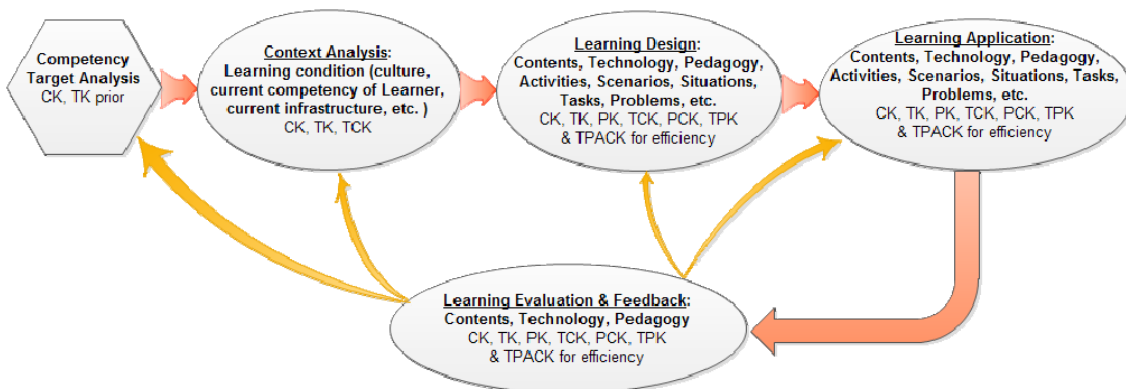 Competency
Target Analysis
CK, TK prior
Context Analysis:
Learning condition (culture,
current competency of Learner,
current infrastructure, etc. )
CK, TK, TCK
Learning Design:
Contents, Technology, Pedagogy,
Activities, Scenarios, Situations,
Tasks, Problems, etc.
CK, TK, PK, TCK, PCK, TPK
& TPACK for efficiency
Learning Application:
Contents, Technology, Pedagogy,
Activities, Scenarios, Situations, Tasks,
Problems, etc.
CK, TK, PK, TCK, PCK, TPK
& TPACK for efficiency
Learning Evaluation & Feedback:
Contents, Technology, Pedagogy
CK, TK, PK, TCK, PCK, TPK
& TPACK for efficiency